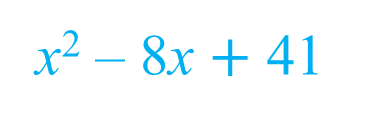 x² – 8x + 41